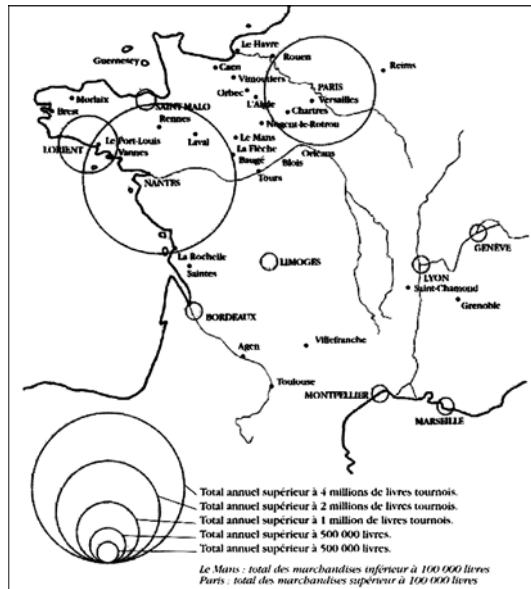 Le Havre
Rouen
Guernesey
Caen
Reims
Vimoutiers
PARIS
Orbec
L'Aigle
Versailles
Morlaix
SAINT-MALO
Chartres
Brest
Rennes
Nogent-le-Rotrou
Le Port-Louis
Laval
Le Mans
LORIENT
Vannes
La Flèche
Orléans
Baugé
Blois
NANTES
Tours
GENÈVE
La Rochelle
LIMOGES
LYON
Saintes
Saint-Chamond
Grenoble
BORDEAUX
Villefranche
Agen
Toulouse
MONTPELLIER
MARSEILLE
Total annuel supérieur à 4 millions de livres tournois.
Total annuel supérieur à 2 millions de livres tournois.
Total annuel supérieur à 1 million de livres tournois.
Total annuel supérieur à 500 000 livres.
Total annuel supérieur à 500 000 livres.
Le Mans : total des marchandises inférieur à 100 000 livres
Paris : total des marchandises supérieur à 100 000 livres